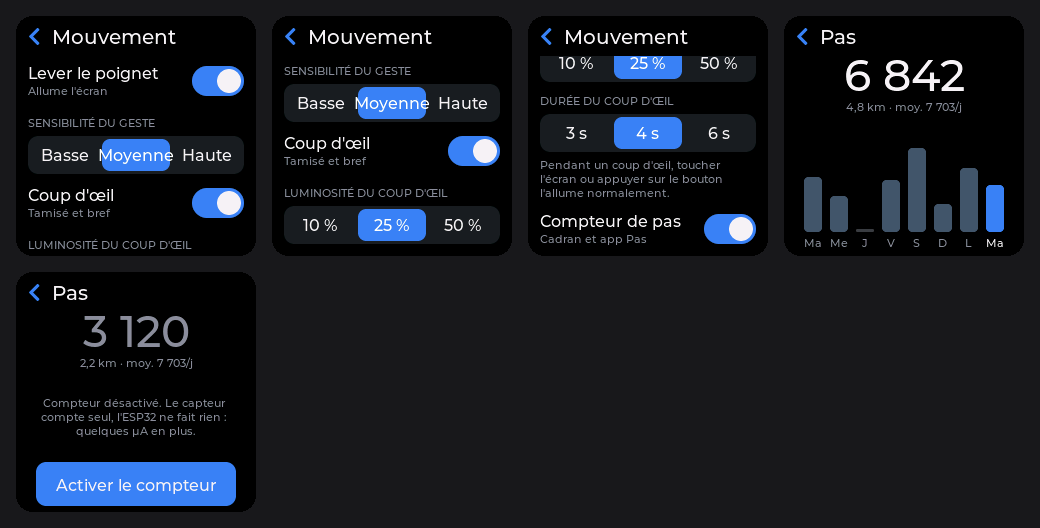 Mouvement
Lever le poignet
Allume l'écran
SENSIBILITÉ DU GESTE
Basse Moyenne Haute
Coup d'œil
Tamisé et bref
LUMINOSITÉ DU COUP D'ŒIL
Mouvement
SENSIBILITÉ DU GESTE
Basse Moyenne Haute
Coup d'œil
Tamisé et bref
LUMINOSITÉ DU COUP D'ŒIL
10 % 25 % 50 %
Mouvement
10 % 25 % 50 %
DURÉE DU COUP D'ŒIL
3 s 4 s 6 s
Pendant un coup d'œil, toucher
l'écran ou appuyer sur le bouton
l'allume normalement.
Compteur de pas
Cadran et app Pas
Pas
6 842
4,8 km · moy. 7 703/j
Ma Me J V S D L Ma
Pas
3 120
2,2 km · moy. 7 703/j
Compteur désactivé. Le capteur
compte seul, l'ESP32 ne fait rien :
quelques µA en plus.
Activer le compteur